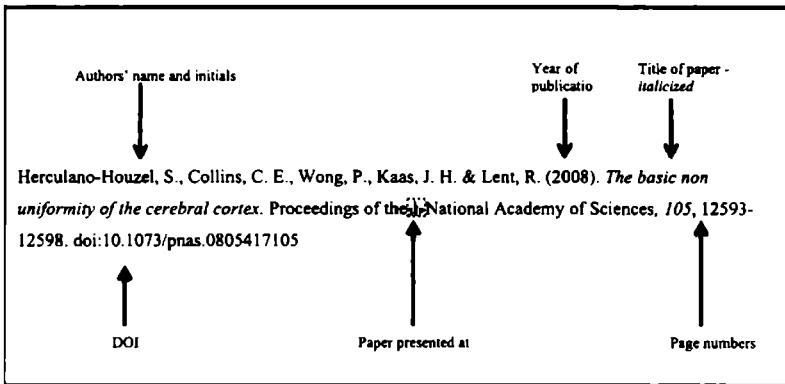 Authors' name and initials
Year of
publicatio
Title of paper -
italicized
Herculano-Houzel, S., Collins, C. E., Wong, P., Kaas, J. H. & Lent, R. (2008). The basic non
uniformity of the cerebral cortex. Proceedings of the National Academy of Sciences, 105, 12593-
12598. doi:10.1073/pnas.0805417105
DOI
Paper presented at
Page numbers